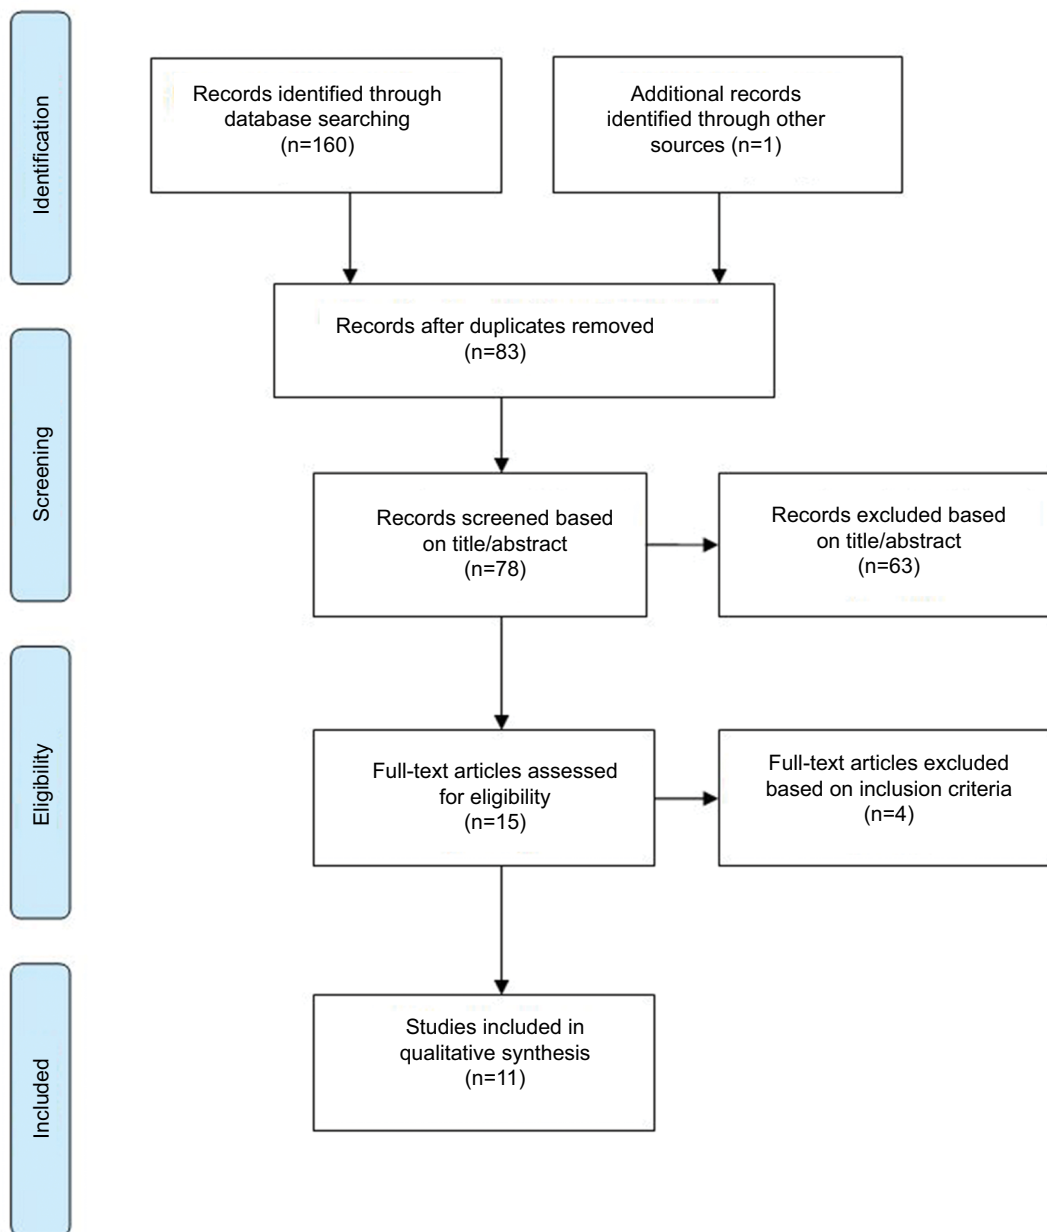 Identification
Records identified through
database searching
(n=160)
Additional records
identified through other
sources (n=1)
Records after duplicates removed
(n=83)
Screening
Records screened based
on title/abstract
(n=78)
Records excluded based
on title/abstract
(n=63)
Eligibility
Full-text articles assessed
for eligibility
(n=15)
Full-text articles excluded
based on inclusion criteria
(n=4)
Included
Studies included in
qualitative synthesis
(n=11)